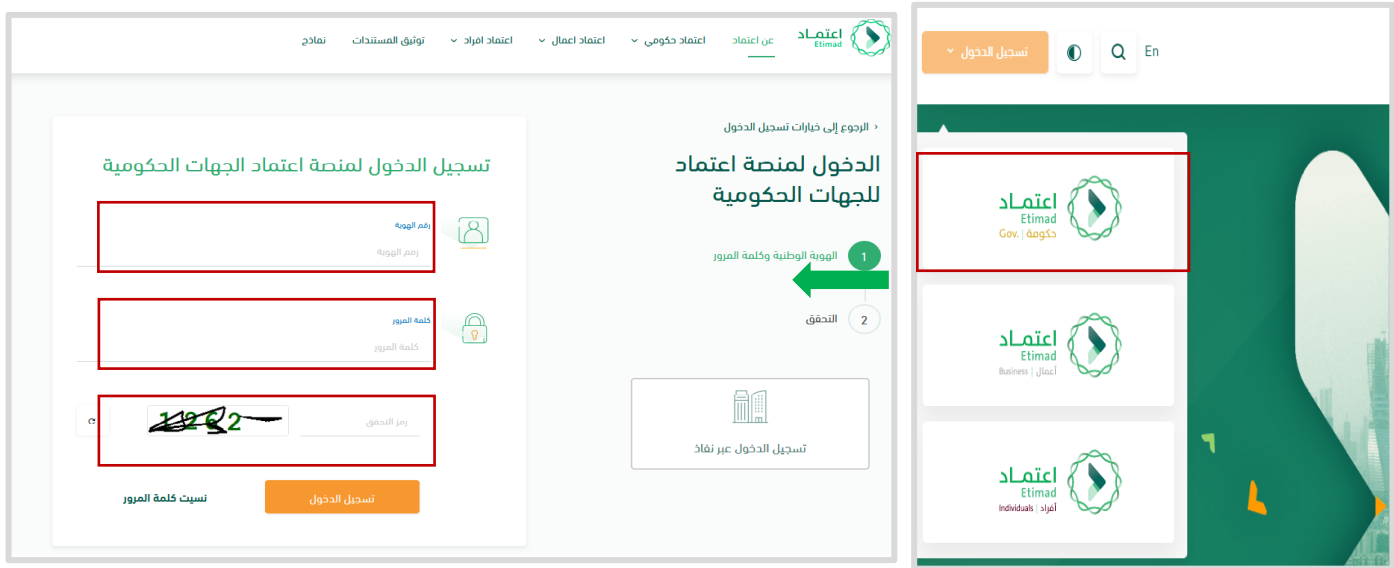 اعتماد
Etimad
عن اعتماد
اعتماد حكومي
اعتماد اعمال
اعتماد افراد
توثيق المستندات
نماذج
الرجوع إلى خيارات تسجيل الدخول
الدخول لمنصة اعتماد
للجهات الحكومية
1
الهوية الوطنية وكلمة المرور
2
التحقق
تسجيل الدخول عبر نفاذ
تسجيل الدخول لمنصة اعتماد الجهات الحكومية
رقم الهوية
رقم الهوية
كلمة المرور
كلمة المرور
رمز التحقق
1262
تسجيل الدخول
نسيت كلمة المرور
En
تسجيل الدخول
اعتماد
Etimad
حكومة | Gov.
اعتماد
Etimad
أعمال | Business
اعتماد
Etimad
أفراد | Individuals